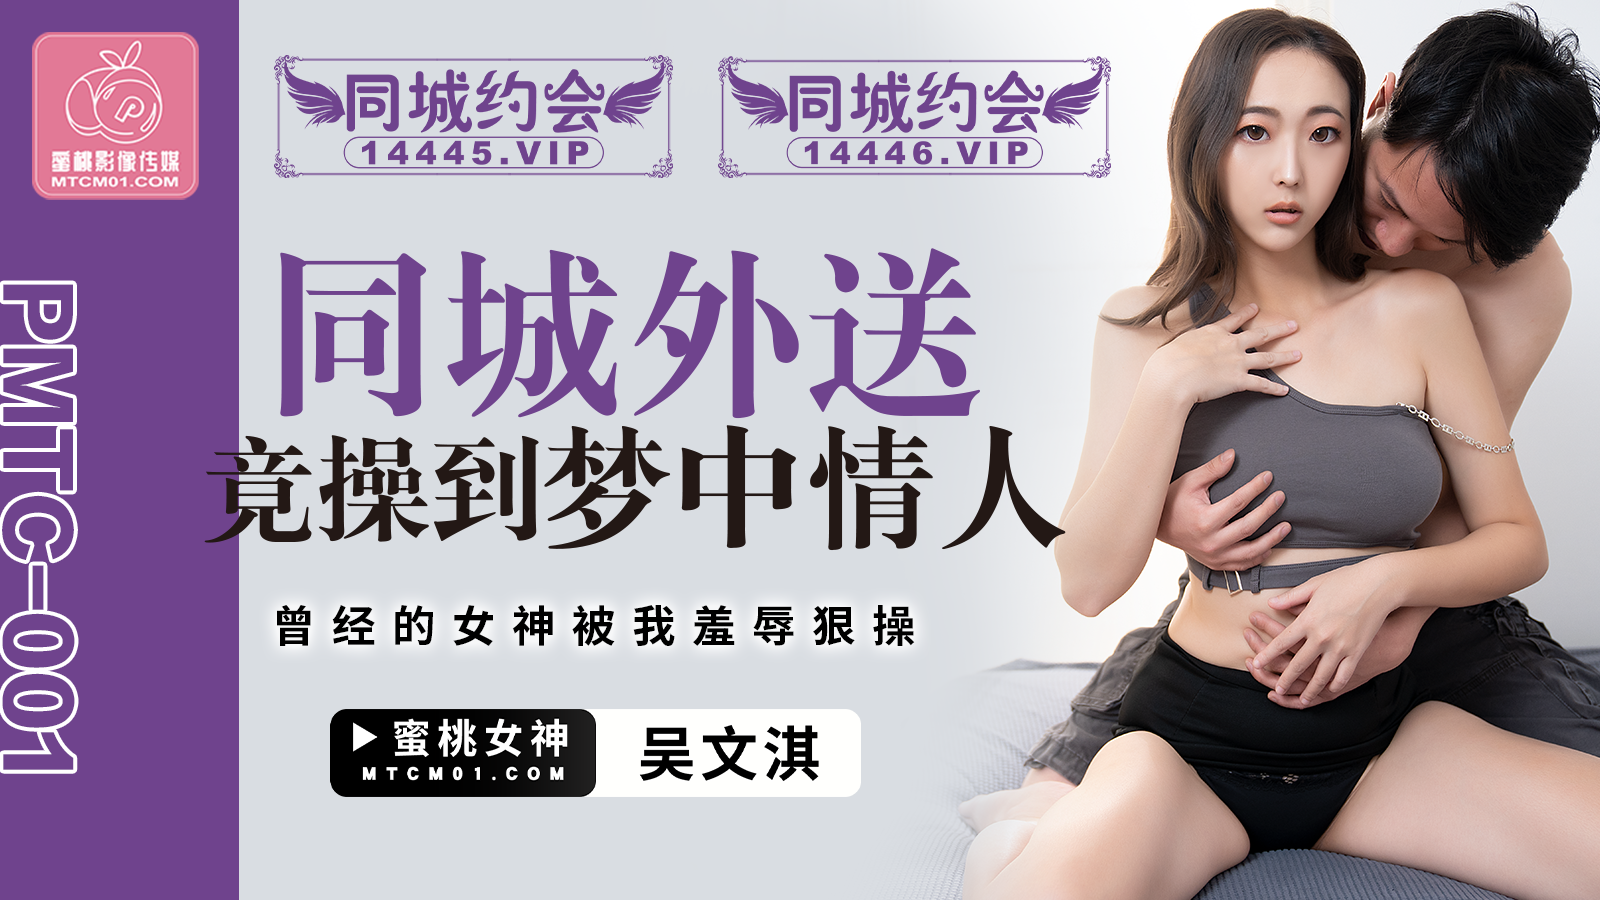 蜜桃影像传媒
MTCM01.COM
同城约会
14445.VIP
同城约会
14446.VIP
PMTC-001
同城外送
竟操到梦中情人
曾经的女神被我羞辱狠操
蜜桃女神
MTCM01.COM
吴文淇